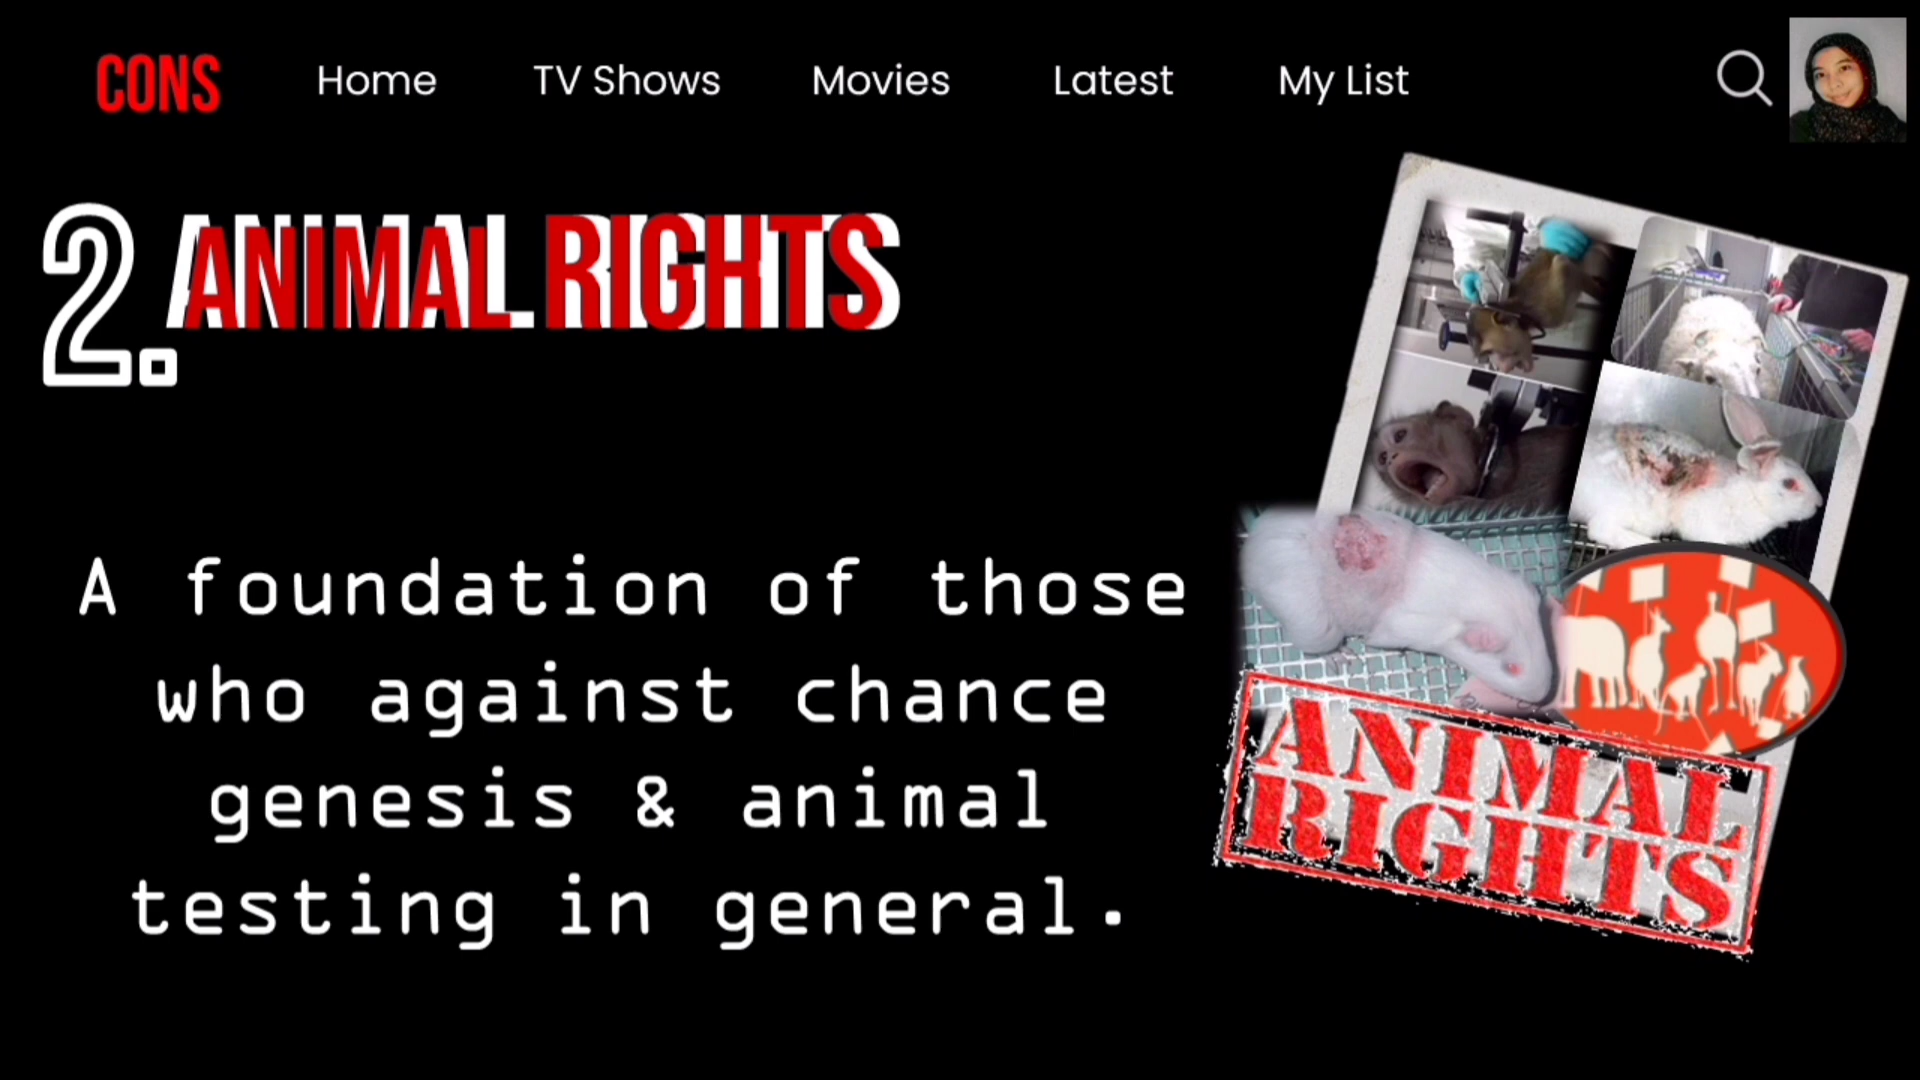 CONS Home TV Shows Movies Latest My List
2. ANIMAL RIGHTS
A foundation of those
who against chance
genesis & animal
testing in general.
ANIMAL
RIGHTS